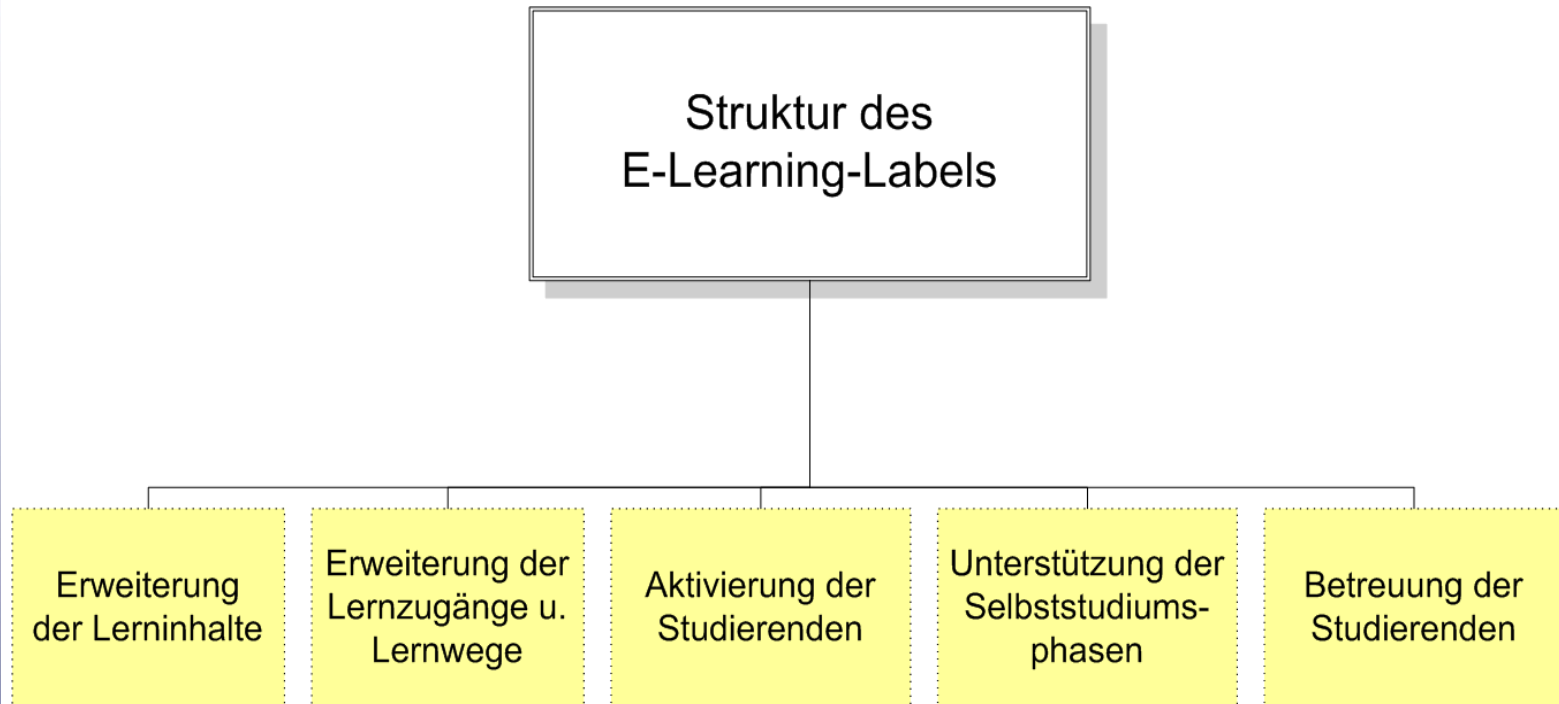 Struktur des
E-Learning-Labels
Erweiterung
der Lerninhalte
Erweiterung der
Lernzugänge u.
Lernwege
Aktivierung der
Studierenden
Unterstützung der
Selbststudiums-
phasen
Betreuung der
Studierenden